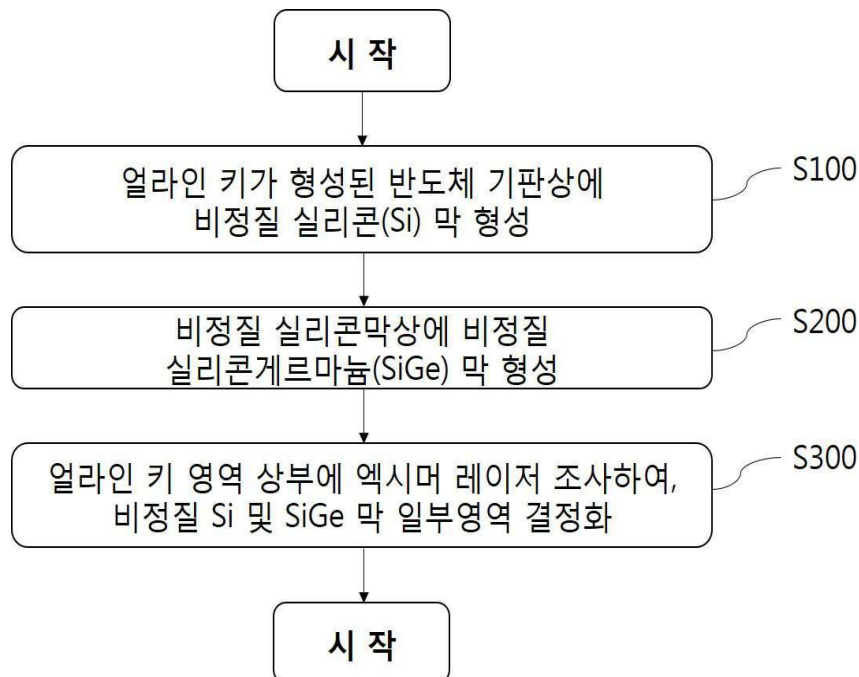 시 작
얼라인 키가 형성된 반도체 기판상에
비정질 실리콘(Si) 막 형성
S100
비정질 실리콘막상에 비정질
실리콘게르마늄(SiGe) 막 형성
S200
얼라인 키 영역 상부에 엑시머 레이저 조사하여,
비정질 Si 및 SiGe 막 일부영역 결정화
S300
시 작